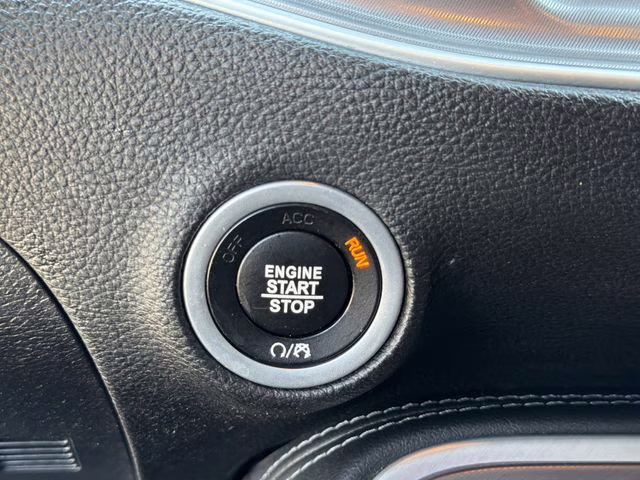 OFF ACC RUN
ENGINE
START
STOP
/